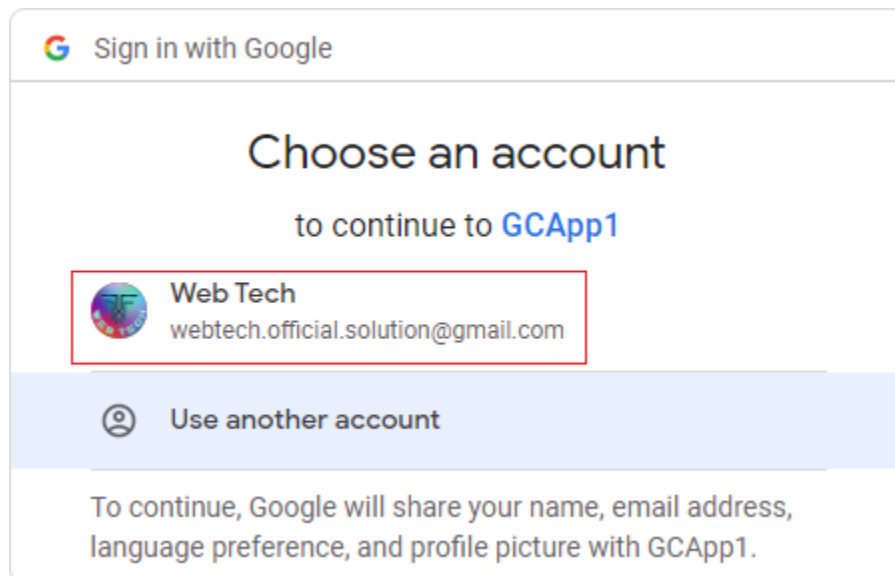 Sign in with Google
Choose an account
to continue to GCApp1
Web Tech
webtech.official.solution@gmail.com
Use another account
To continue, Google will share your name, email address,
language preference, and profile picture with GCApp1.